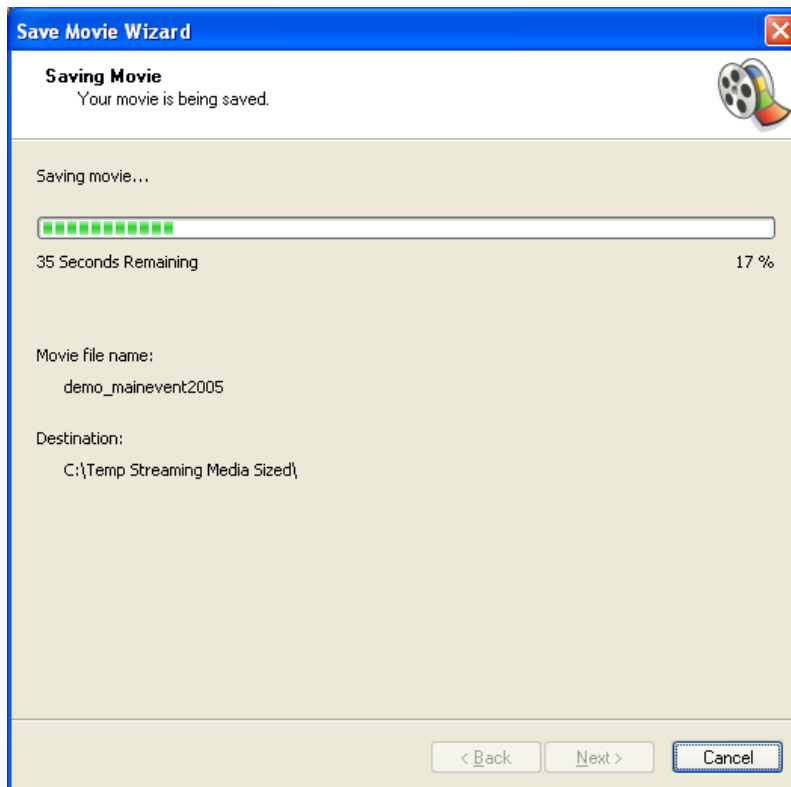 Save Movie Wizard
Saving Movie
Your movie is being saved.
Saving movie...
35 Seconds Remaining
17 %
Movie file name:
demo_mainevent2005
Destination:
C:\Temp Streaming Media Sized\
< Back
Next >
Cancel